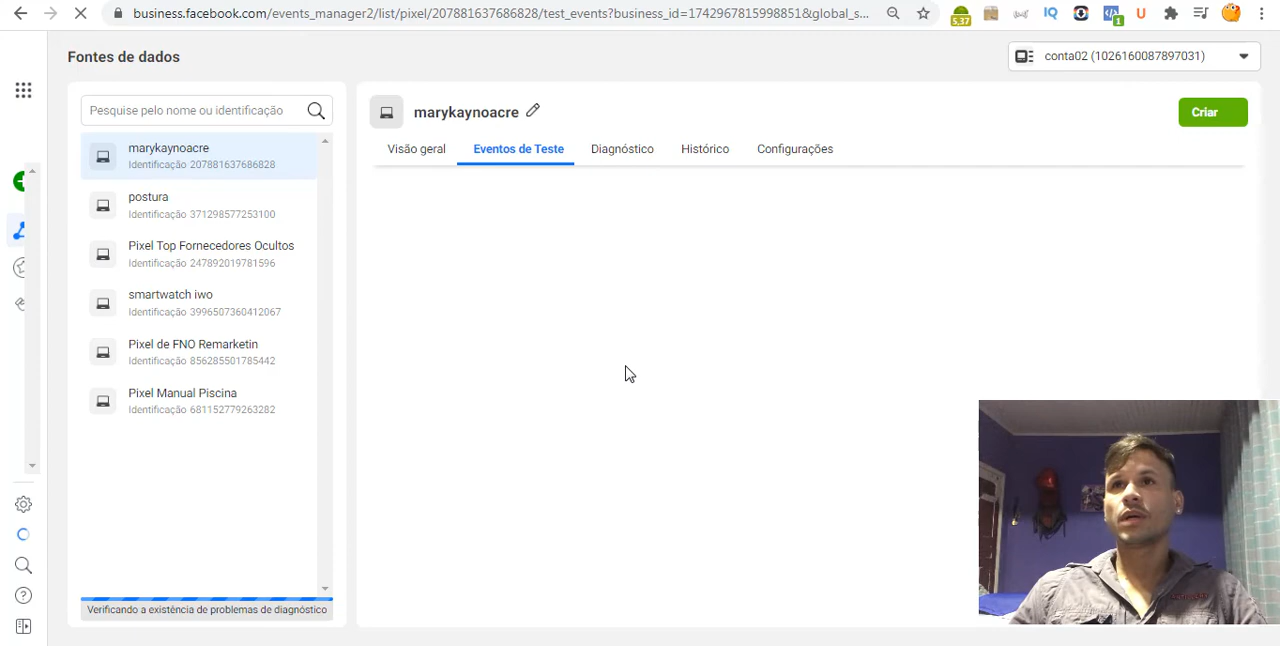 business.facebook.com/events_manager2/list/pixel/207881637686828/test_events?business_id=1742967815998851&global_s...
5,37
IQ
1
U
Fontes de dados
conta02 (1026160087897031)
Pesquise pelo nome ou identificação
marykaynoacre
Identificação 207881637686828
postura
Identificação 371298577253100
Pixel Top Fornecedores Ocultos
Identificação 247892019781596
smartwatch iwo
Identificação 3996507360412067
Pixel de FNO Remarketin
Identificação 856285501785442
Pixel Manual Piscina
Identificação 681152779263282
Verificando a existência de problemas de diagnóstico
marykaynoacre
Criar
Visão geral
Eventos de Teste
Diagnóstico
Histórico
Configurações